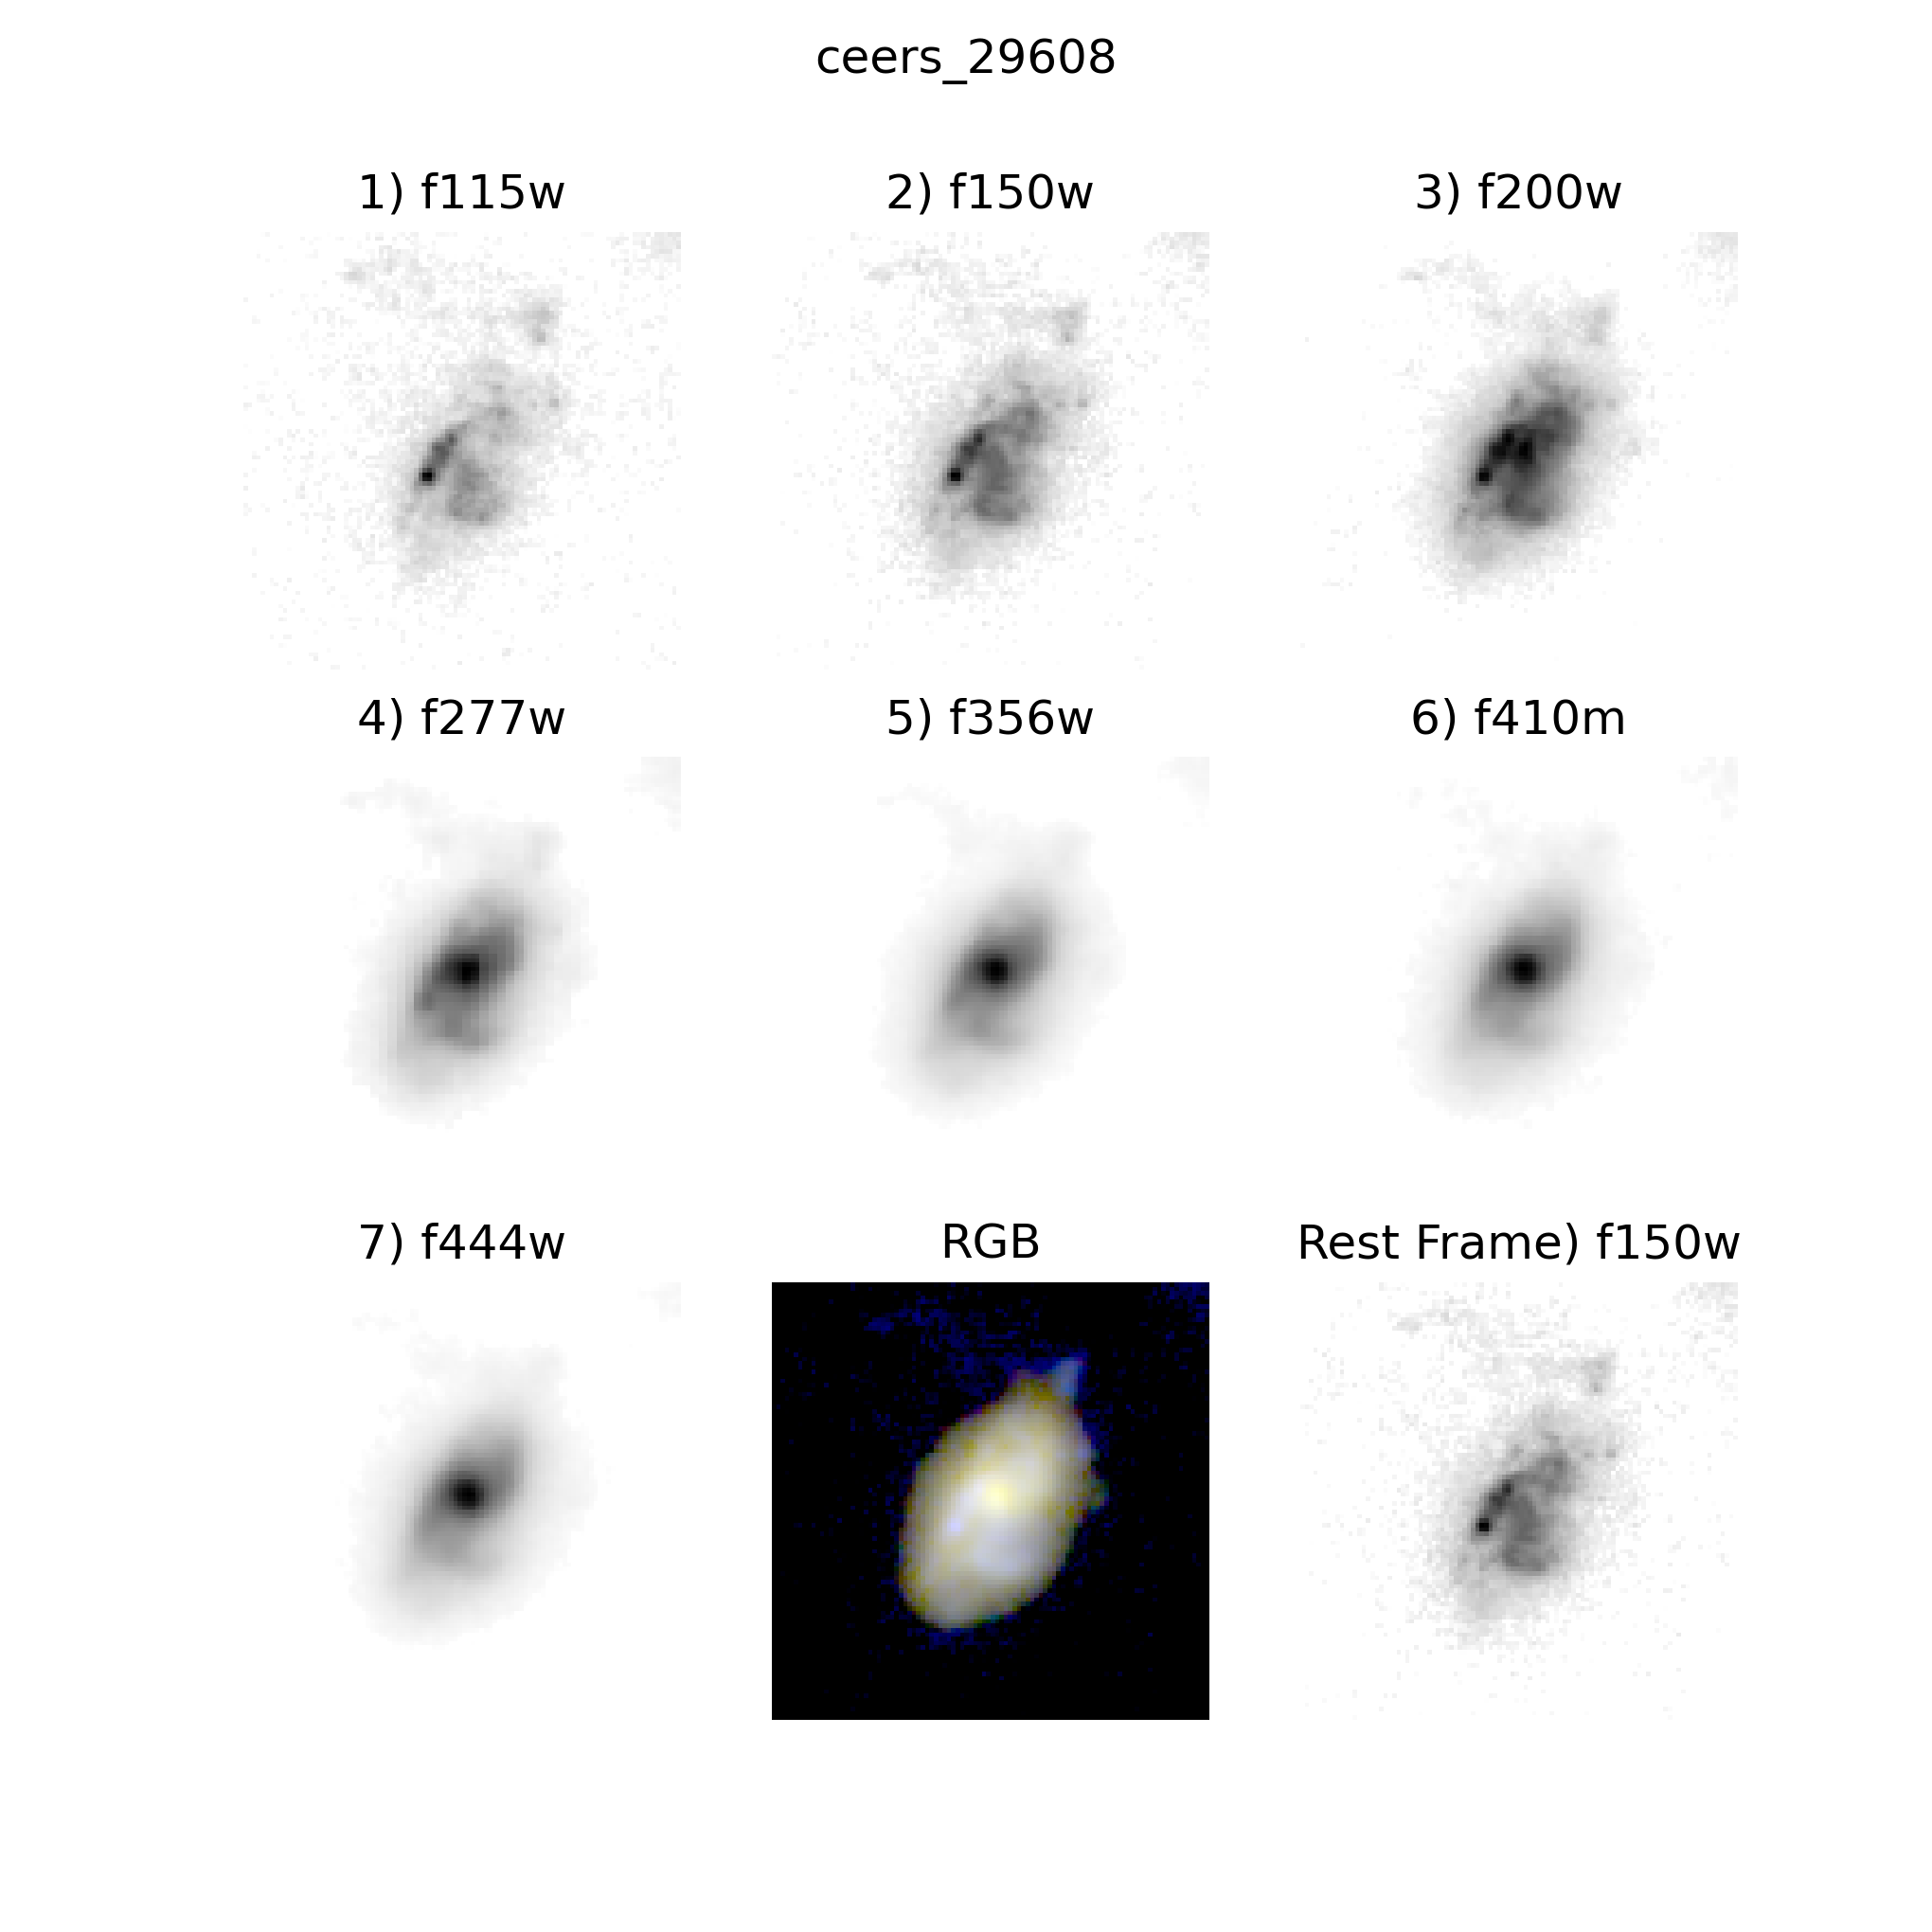 ceers_29608
1) f115w
2) f150w
3) f200w
4) f277w
5) f356w
6) f410m
7) f444w
RGB
Rest Frame) f150w